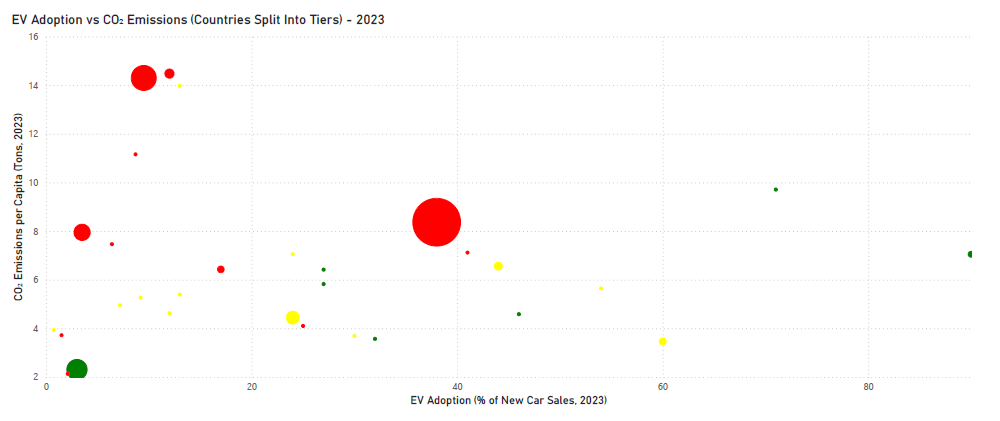 EV Adoption vs CO₂ Emissions (Countries Split Into Tiers) - 2023
CO₂ Emissions per Capita (Tons, 2023)
16
14
12
10
8
6
4
2
0 20 40 60 80
EV Adoption (% of New Car Sales, 2023)